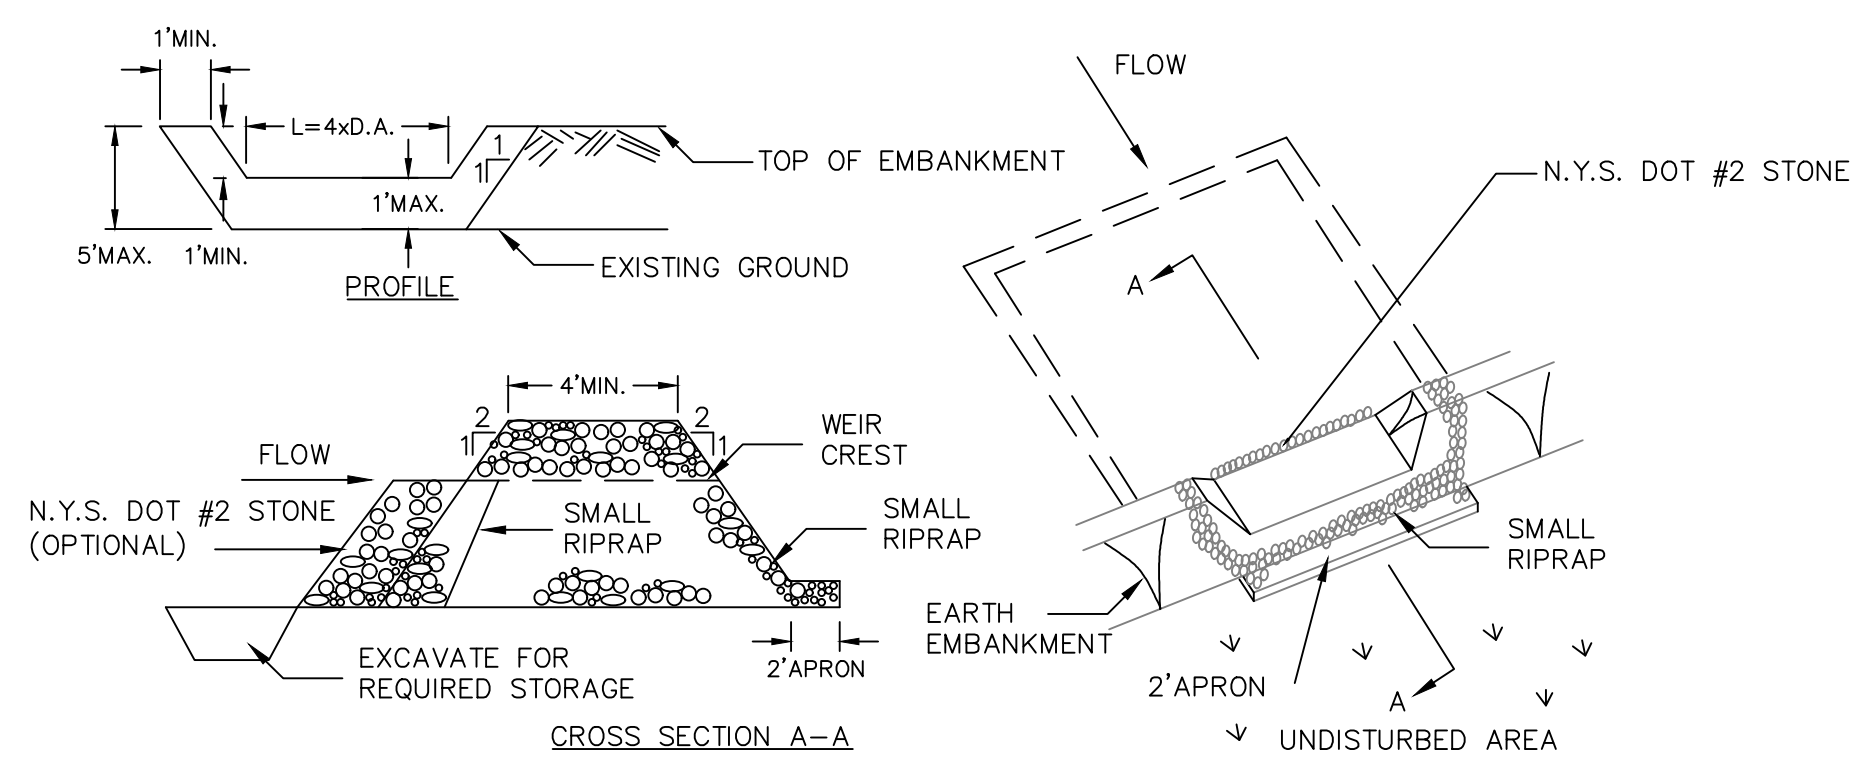 1'MIN.
L=4xD.A.
1
1
TOP OF EMBANKMENT
1'MAX.
5'MAX.
1'MIN.
EXISTING GROUND
PROFILE
4'MIN.
2
1
2
1
WEIR
CREST
FLOW
N.Y.S. DOT #2 STONE
(OPTIONAL)
SMALL
RIPRAP
SMALL
RIPRAP
2'APRON
EXCAVATE FOR
REQUIRED STORAGE
CROSS SECTION A-A
FLOW
N.Y.S. DOT #2 STONE
A
SMALL
RIPRAP
EARTH
EMBANKMENT
2'APRON
A
UNDISTURBED AREA